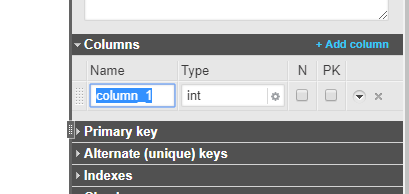 Columns + Add column
Name Type N PK
column_1 int
Primary key
Alternate (unique) keys
Indexes